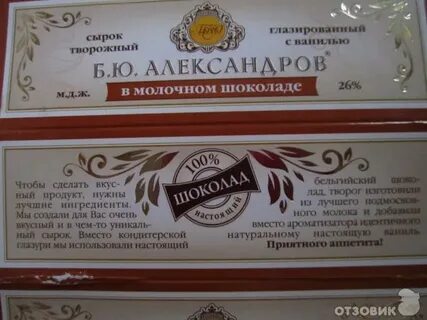 сырок
творожный
глазированный
с ванилью
Б.Ю. АЛЕКСАНДРОВ®
м.д.ж.
в молочном шоколаде
26%
100%
ШОКОЛАД
настоящий
Чтобы сделать вкус-
ный продукт, нужны
лучшие ингредиенты.
Мы создали для Вас очень
вкусный и в чем-то уникаль-
ный сырок. Вместо кондитерской
глазури мы использовали настоящий
бельгийский шоко-
лад, творог изготовили
из лучшего подмосков-
ного молока и добавили
вместо ароматизатора идентичного
натуральному настоящую ваниль.
Приятного аппетита!
ОТЗОВИК